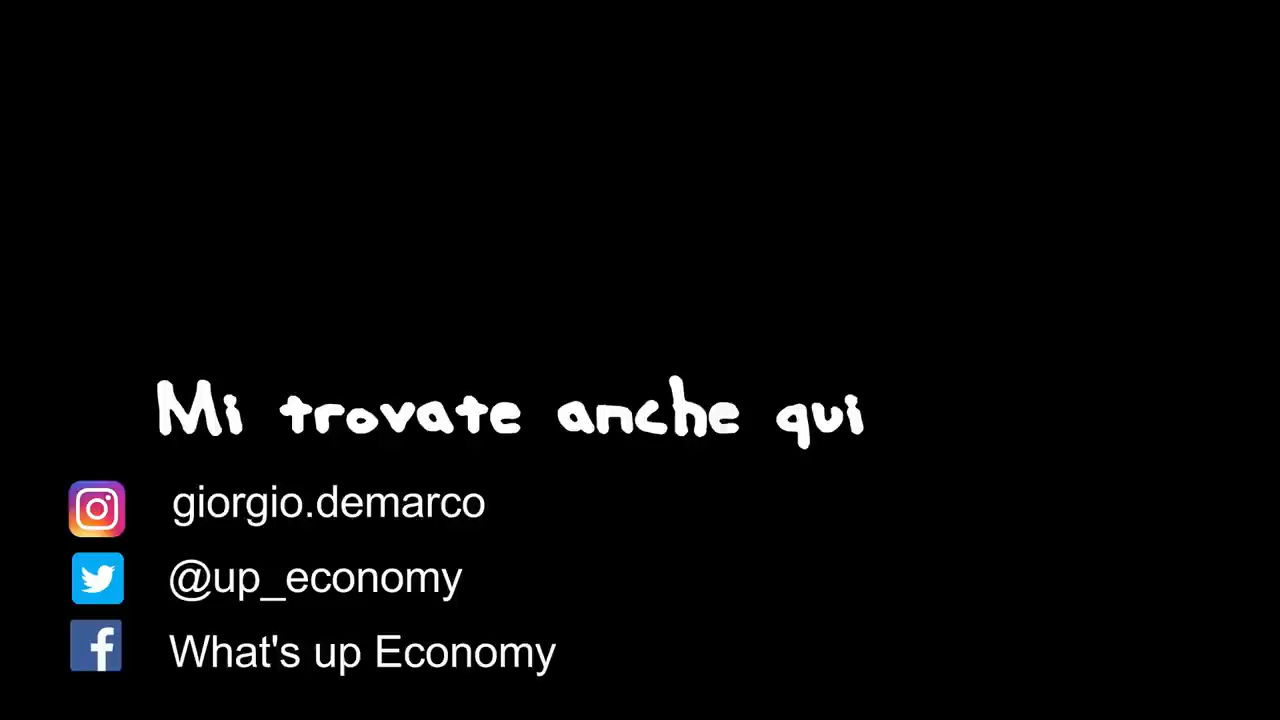 Mi trovate anche qui
giorgio.demarco
@up_economy
What's up Economy